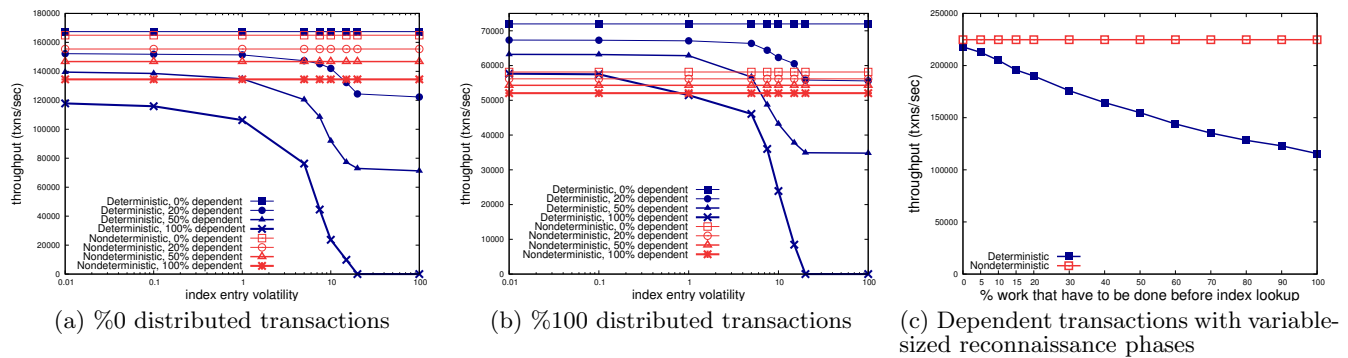 throughput (txns/sec)
180000
160000
140000
120000
100000
80000
60000
40000
20000
0
Deterministic, 0% dependent
Deterministic, 20% dependent
Deterministic, 50% dependent
Deterministic, 100% dependent
Nondeterministic, 0% dependent
Nondeterministic, 20% dependent
Nondeterministic, 50% dependent
Nondeterministic, 100% dependent
0.01 0.1 1 10 100
index entry volatility
(a) %0 distributed transactions
throughput (txns/sec)
70000
60000
50000
40000
30000
20000
10000
0
Deterministic, 0% dependent
Deterministic, 20% dependent
Deterministic, 50% dependent
Deterministic, 100% dependent
Nondeterministic, 0% dependent
Nondeterministic, 20% dependent
Nondeterministic, 50% dependent
Nondeterministic, 100% dependent
0.01 0.1 1 10 100
index entry volatility
(b) %100 distributed transactions
throughput (txns/sec)
250000
200000
150000
100000
50000
0
Deterministic
Nondeterministic
0 5 10 15 20 30 40 50 60 70 80 90 100
% work that have to be done before index lookup
(c) Dependent transactions with variable-
sized reconnaissance phases